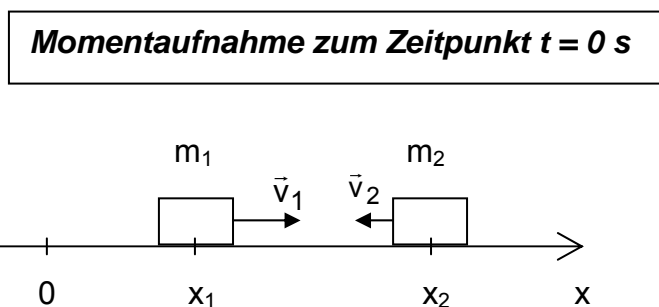 Momentaufnahme zum Zeitpunkt t = 0 s
m₁ m₂
v⃗₁ v⃗₂
0 x₁ x₂ x